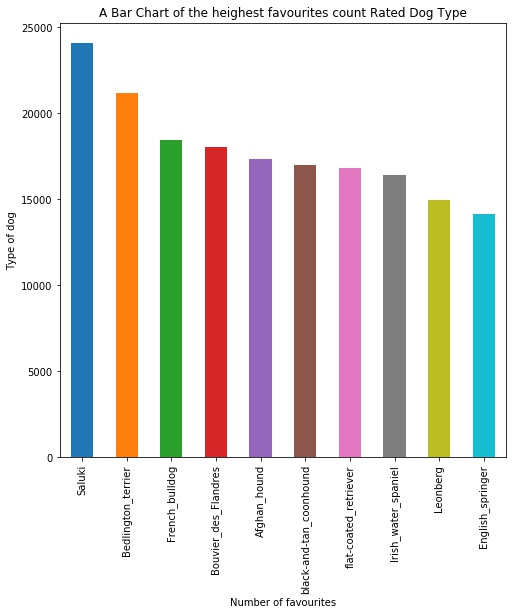 A Bar Chart of the heighest favourites count Rated Dog Type
25000
20000
15000
10000
5000
0
Type of dog
Saluki
Bedlington_terrier
French_bulldog
Bouvier_des_Flandres
Afghan_hound
black-and-tan_coonhound
flat-coated_retriever
Irish_water_spaniel
Leonberg
English_springer
Number of favourites